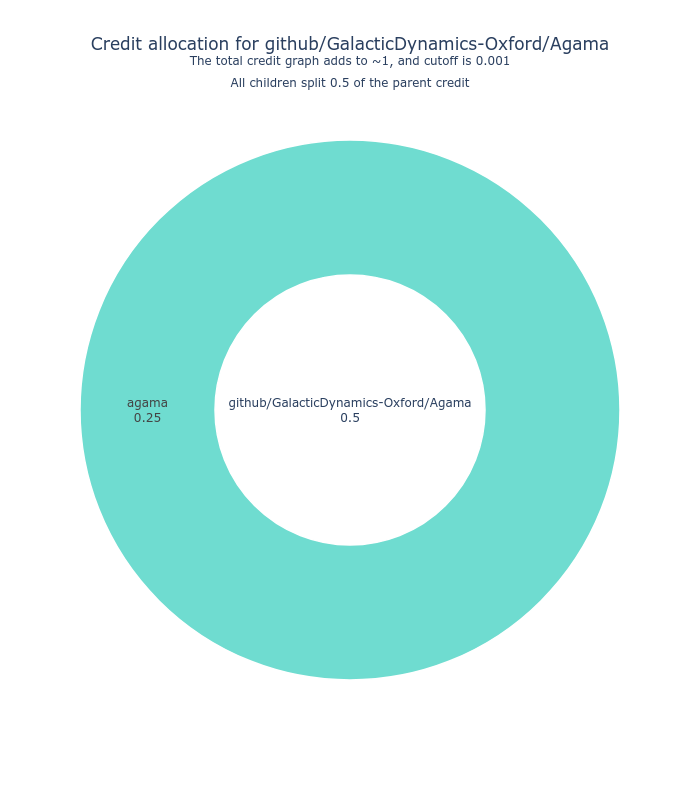 Credit allocation for github/GalacticDynamics-Oxford/Agama
The total credit graph adds to ~1, and cutoff is 0.001
All children split 0.5 of the parent credit
agama
0.25
github/GalacticDynamics-Oxford/Agama
0.5